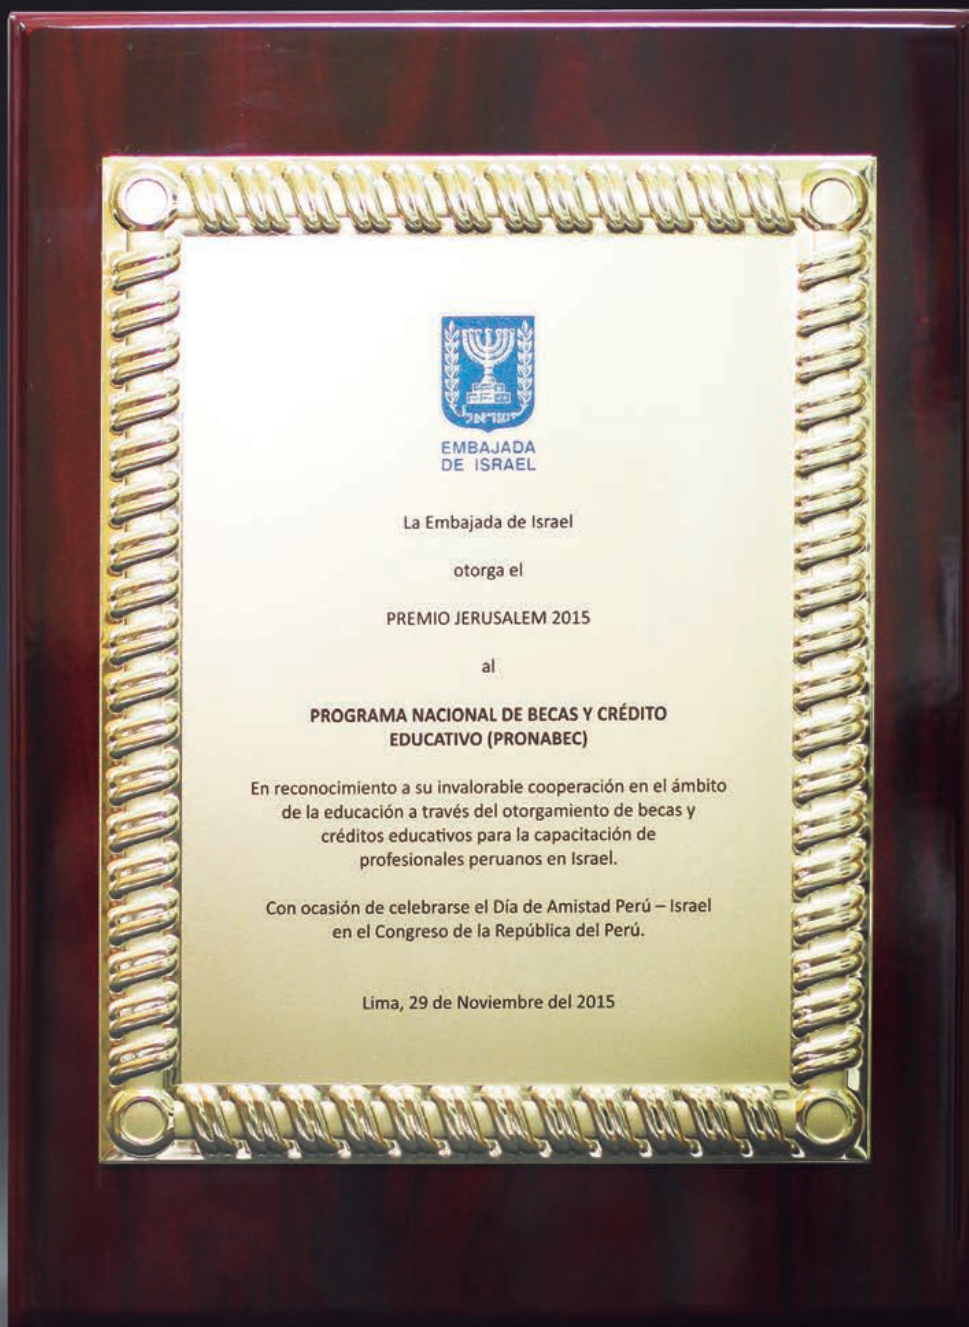 ישראל
EMBAJADA
DE ISRAEL
La Embajada de Israel
otorga el
PREMIO JERUSALEM 2015
al
PROGRAMA NACIONAL DE BECAS Y CRÉDITO
EDUCATIVO (PRONABEC)
En reconocimiento a su invalorable cooperación en el ámbito
de la educación a través del otorgamiento de becas y
créditos educativos para la capacitación de
profesionales peruanos en Israel.
Con ocasión de celebrarse el Día de Amistad Perú – Israel
en el Congreso de la República del Perú.
Lima, 29 de Noviembre del 2015